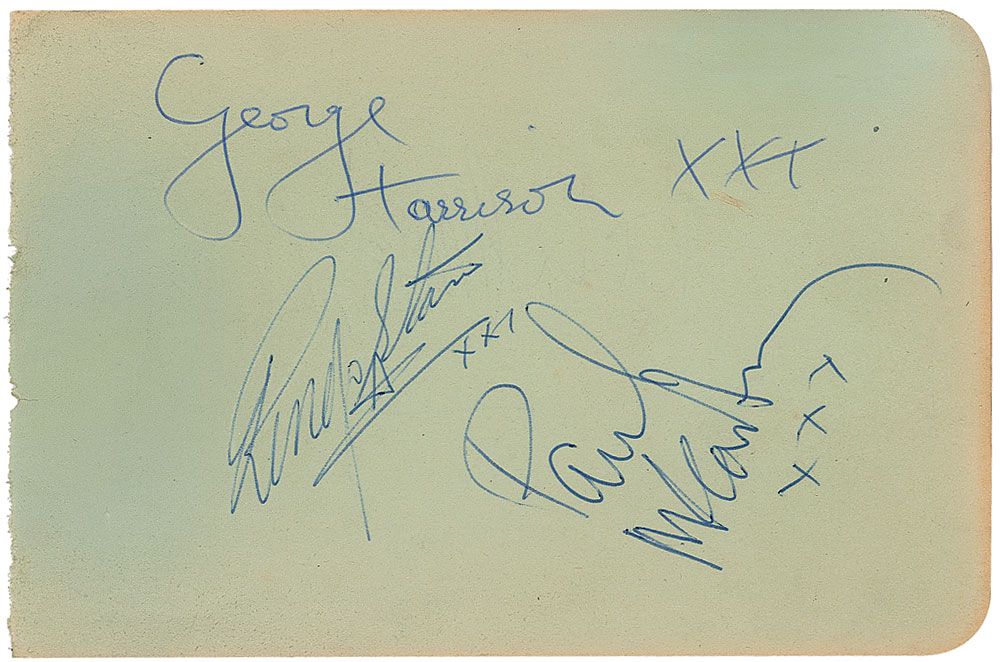 George
Harrison xxx
Ringo Starr xxx
Paul
McCartney xxx